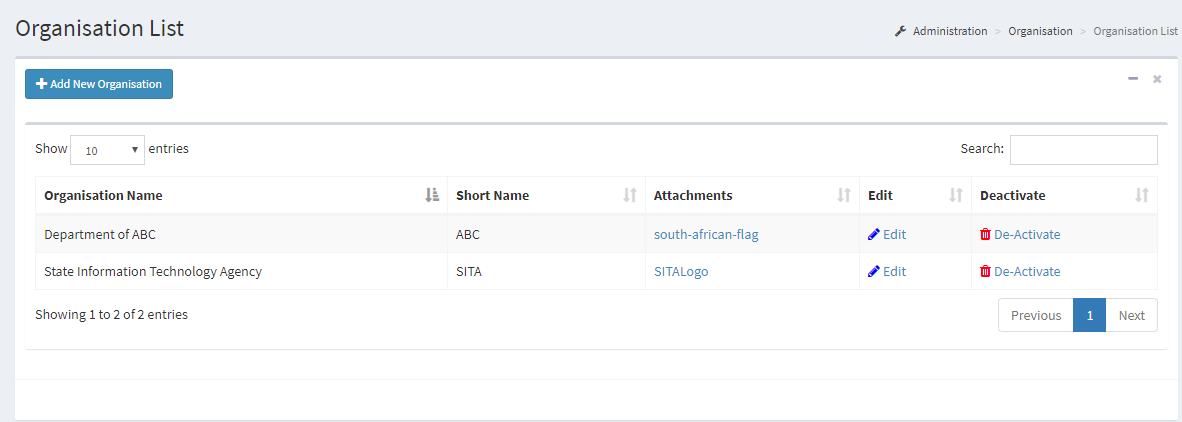 Organisation List
Administration > Organisation > Organisation List
Add New Organisation
Show 10 entries
Search:
Organisation Name Short Name Attachments Edit Deactivate
Department of ABC ABC south-african-flag Edit De-Activate
State Information Technology Agency SITA SITALogo Edit De-Activate
Showing 1 to 2 of 2 entries
Previous 1 Next